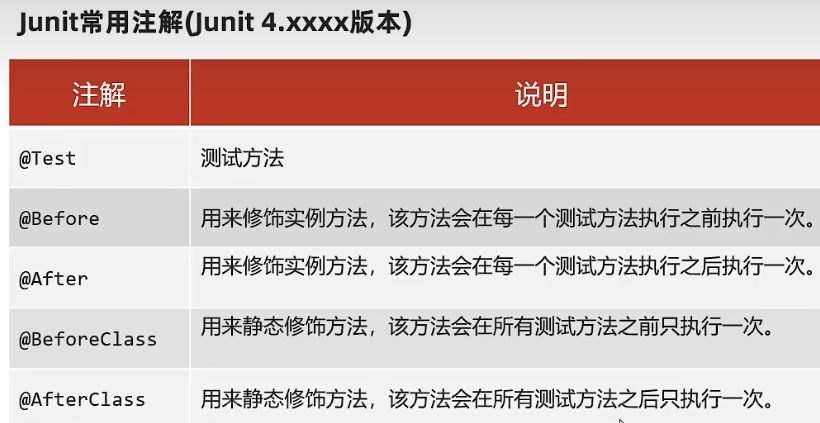 Junit常用注解(Junit 4.xxxx版本)
注解 说明
@Test 测试方法
@Before 用来修饰实例方法，该方法会在每一个测试方法执行之前执行一次。
@After 用来修饰实例方法，该方法会在每一个测试方法执行之后执行一次。
@BeforeClass 用来静态修饰方法，该方法会在所有测试方法之前只执行一次。
@AfterClass 用来静态修饰方法，该方法会在所有测试方法之后只执行一次。